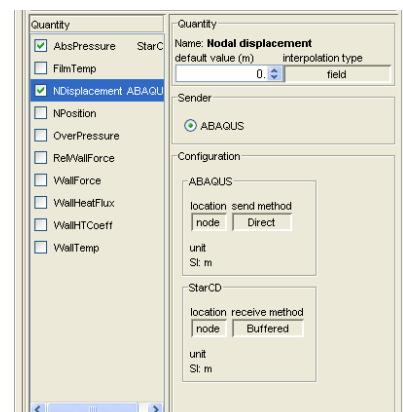 Quantity
AbsPressure StarC
FilmTemp
NDisplacement ABAQU
NPosition
OverPressure
RelWallForce
WallForce
WallHeatFlux
WallHTCoeff
WallTemp
Quantity
Name: Nodal displacement
default value (m) interpolation type
0. field
Sender
ABAQUS
Configuration
ABAQUS
location send method
node Direct
unit
SI: m
StarCD
location receive method
node Buffered
unit
SI: m